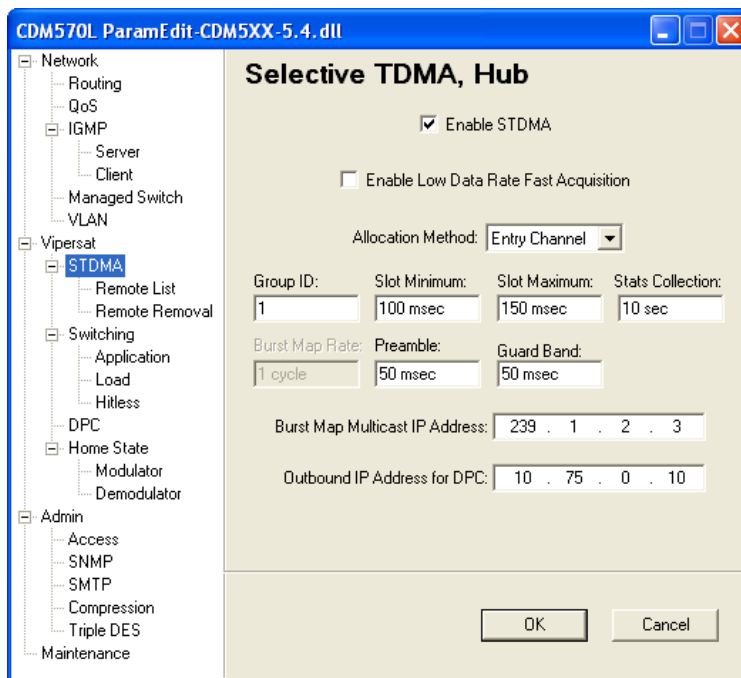 CDM570L ParamEdit-CDM5XX-5.4.dll
Network
Routing
QoS
IGMP
Server
Client
Managed Switch
VLAN
Vipersat
STDMA
Remote List
Remote Removal
Switching
Application
Load
Hitless
DPC
Home State
Modulator
Demodulator
Admin
Access
SNMP
SMTP
Compression
Triple DES
Maintenance
Selective TDMA, Hub
Enable STDMA
Enable Low Data Rate Fast Acquisition
Allocation Method: Entry Channel
Group ID: Slot Minimum: Slot Maximum: Stats Collection:
1 100 msec 150 msec 10 sec
Burst Map Rate: Preamble: Guard Band:
1 cycle 50 msec 50 msec
Burst Map Multicast IP Address: 239 . 1 . 2 . 3
Outbound IP Address for DPC: 10 . 75 . 0 . 10
OK Cancel